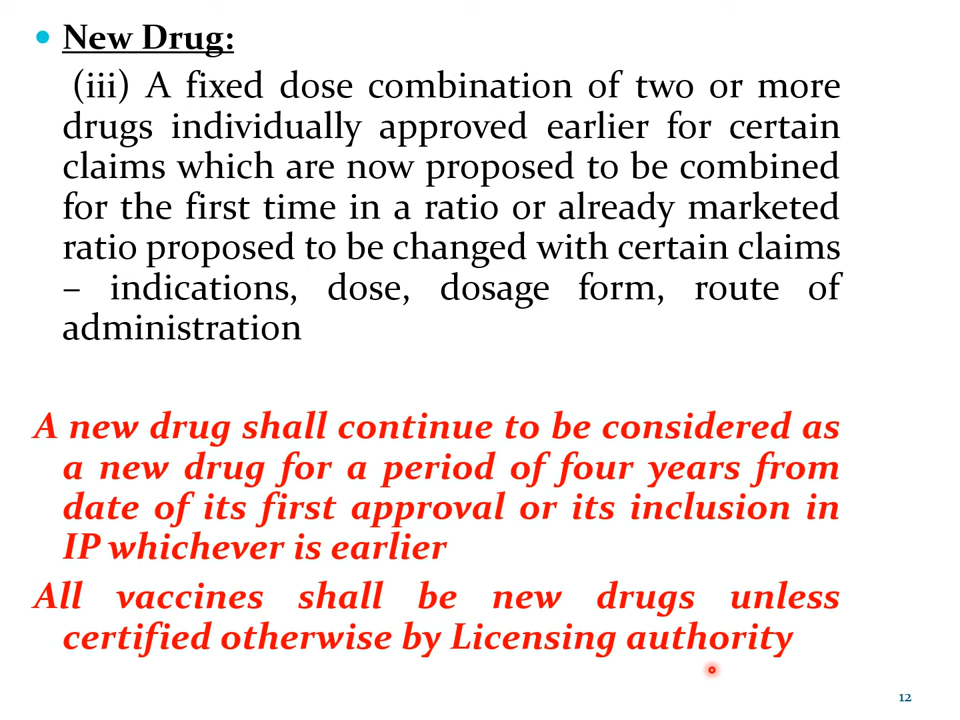 New Drug:
(iii) A fixed dose combination of two or more
drugs individually approved earlier for certain
claims which are now proposed to be combined
for the first time in a ratio or already marketed
ratio proposed to be changed with certain claims
– indications, dose, dosage form, route of
administration
A new drug shall continue to be considered as
a new drug for a period of four years from
date of its first approval or its inclusion in
IP whichever is earlier
All vaccines shall be new drugs unless
certified otherwise by Licensing authority
12